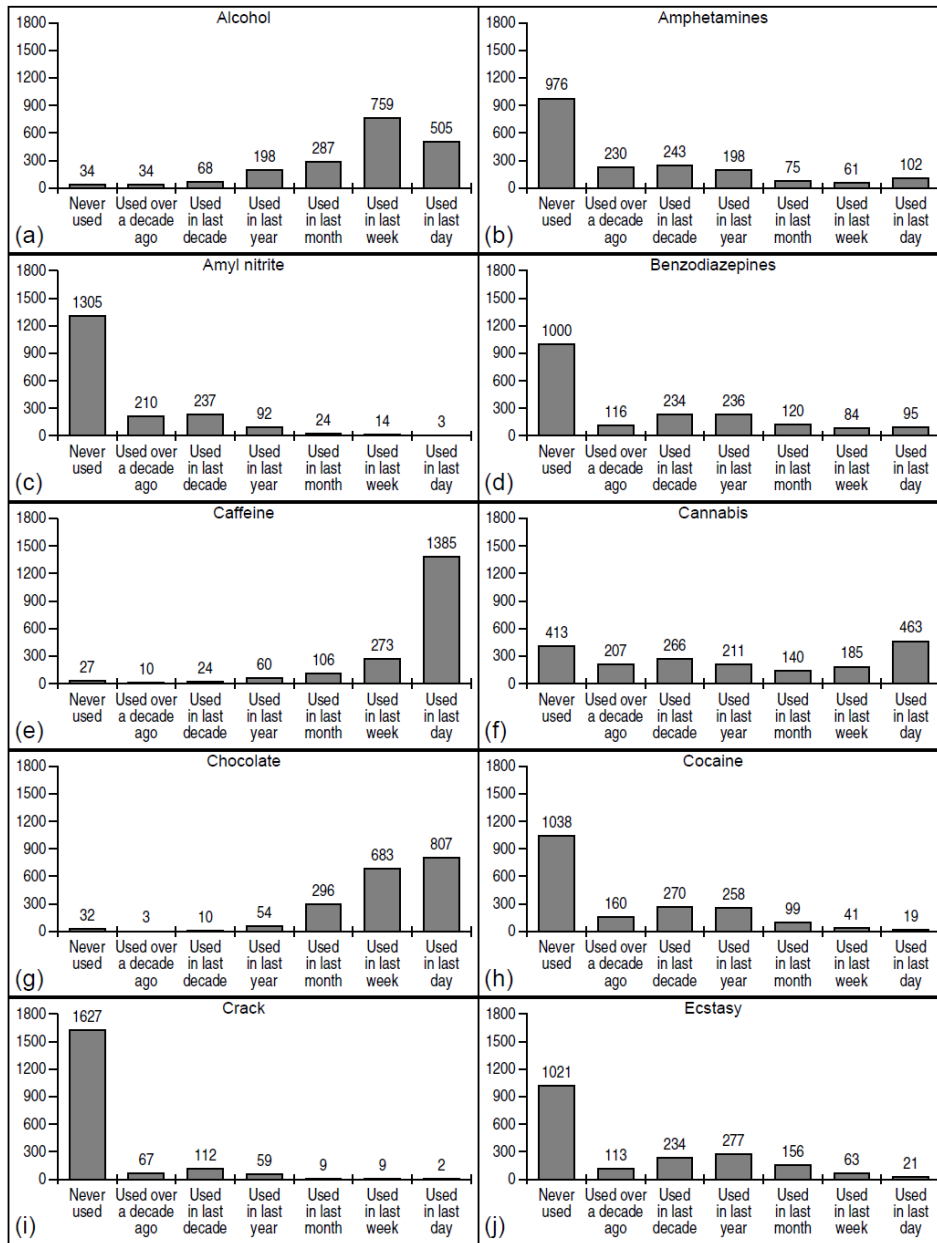 Alcohol
1800
1500
1200
900
600
300
0
34 34 68 198 287 759 505
Never Used over Used Used Used Used Used
used a decade in last in last in last in last in last
ago decade year month week day
(a)
Amphetamines
1800
1500
1200
900
600
300
0
976 230 243 198 75 61 102
Never Used over Used Used Used Used Used
used a decade in last in last in last in last in last
ago decade year month week day
(b)
Amyl nitrite
1800
1500
1200
900
600
300
0
1305 210 237 92 24 14 3
Never Used over Used Used Used Used Used
used a decade in last in last in last in last in last
ago decade year month week day
(c)
Benzodiazepines
1800
1500
1200
900
600
300
0
1000 116 234 236 120 84 95
Never Used over Used Used Used Used Used
used a decade in last in last in last in last in last
ago decade year month week day
(d)
Caffeine
1800
1500
1200
900
600
300
0
27 10 24 60 106 273 1385
Never Used over Used Used Used Used Used
used a decade in last in last in last in last in last
ago decade year month week day
(e)
Cannabis
1800
1500
1200
900
600
300
0
413 207 266 211 140 185 463
Never Used over Used Used Used Used Used
used a decade in last in last in last in last in last
ago decade year month week day
(f)
Chocolate
1800
1500
1200
900
600
300
0
32 3 10 54 296 683 807
Never Used over Used Used Used Used Used
used a decade in last in last in last in last in last
ago decade year month week day
(g)
Cocaine
1800
1500
1200
900
600
300
0
1038 160 270 258 99 41 19
Never Used over Used Used Used Used Used
used a decade in last in last in last in last in last
ago decade year month week day
(h)
Crack
1800
1500
1200
900
600
300
0
1627 67 112 59 9 9 2
Never Used over Used Used Used Used Used
used a decade in last in last in last in last in last
ago decade year month week day
(i)
Ecstasy
1800
1500
1200
900
600
300
0
1021 113 234 277 156 63 21
Never Used over Used Used Used Used Used
used a decade in last in last in last in last in last
ago decade year month week day
(j)